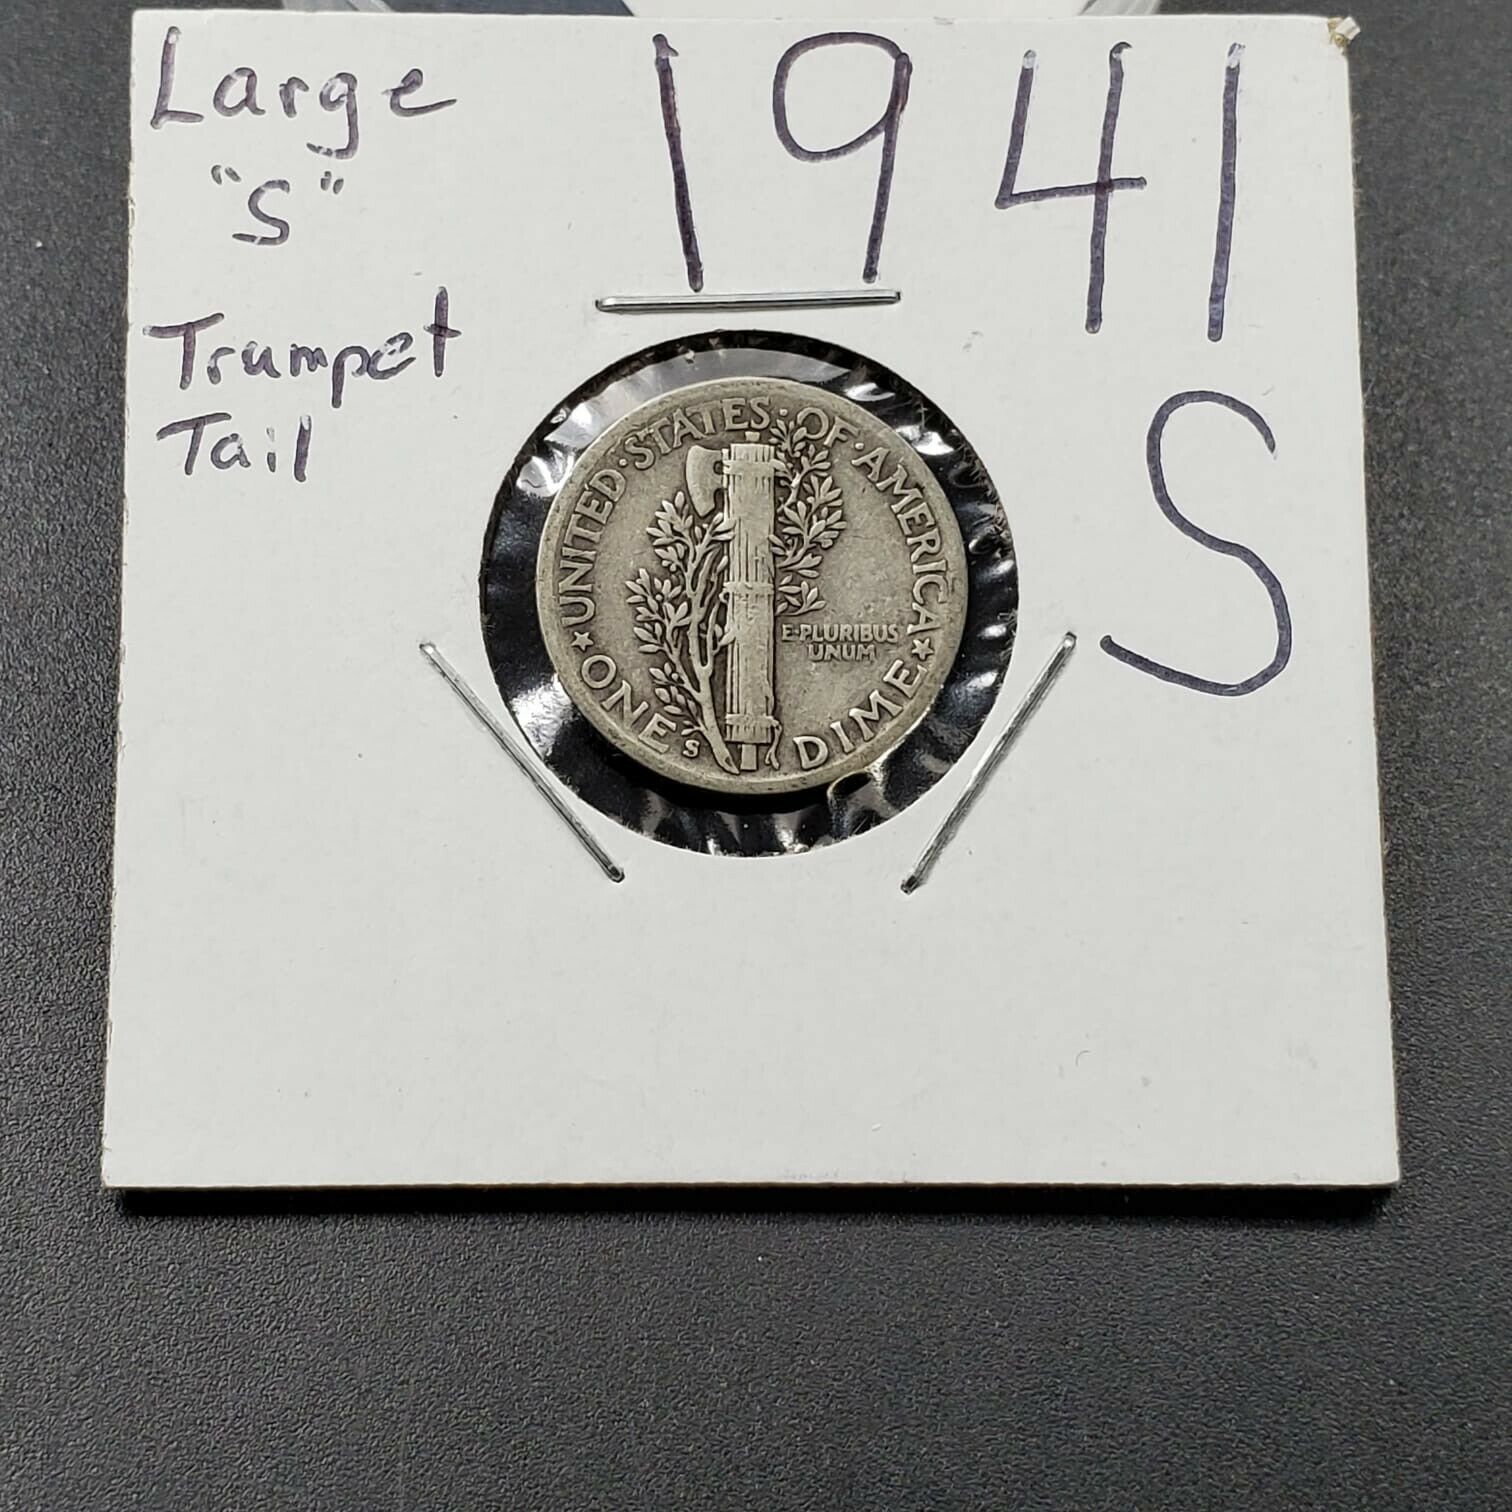 Large
"S"
Trumpet
Tail
1941
S
UNITED·STATES·OF·AMERICA
E·PLURIBUS
UNUM
ONE DIME
S